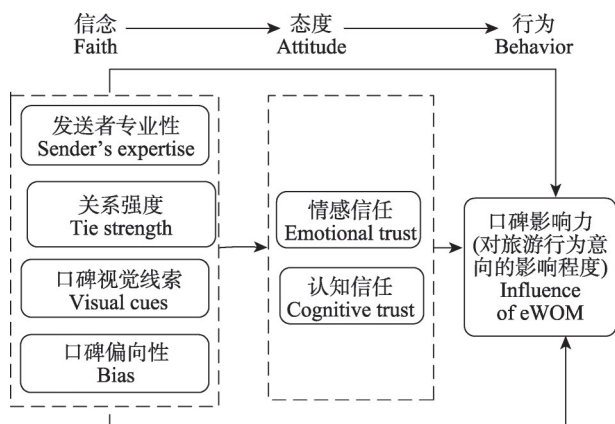 信念
Faith
态度
Attitude
行为
Behavior
发送者专业性
Sender's expertise
关系强度
Tie strength
口碑视觉线索
Visual cues
口碑偏向性
Bias
情感信任
Emotional trust
认知信任
Cognitive trust
口碑影响力
(对旅游行为意
向的影响程度)
Influence
of eWOM